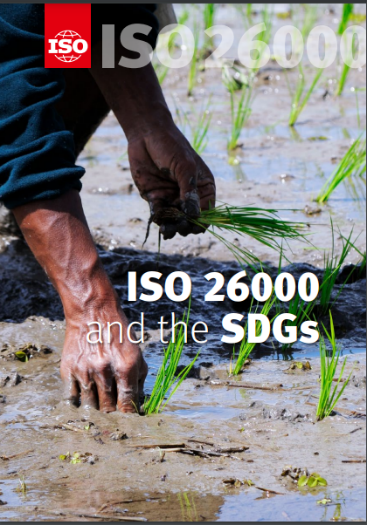 ISO
ISO 26000
ISO 26000
and the SDGs